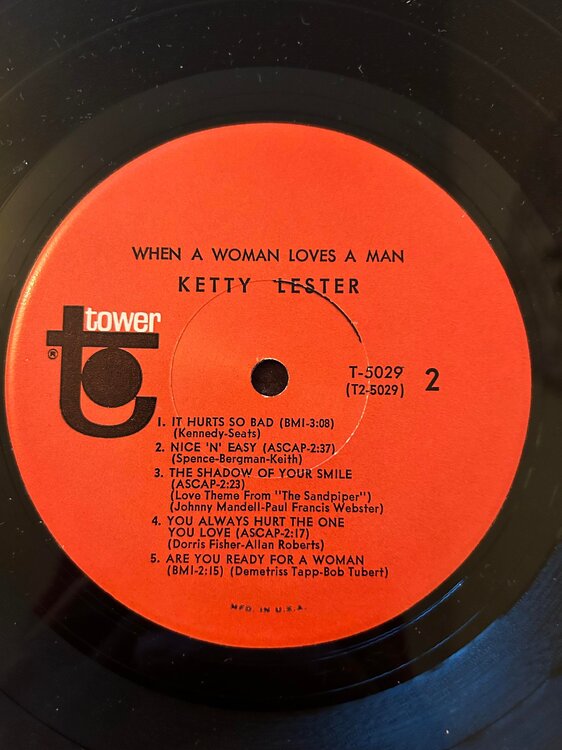 WHEN A WOMAN LOVES A MAN
KETTY LESTER
tower
®
T-5029
(T2-5029)
2
1. IT HURTS SO BAD (BMI-3:08)
(Kennedy-Seats)
2. NICE 'N' EASY (ASCAP-2:37)
(Spence-Bergman-Keith)
3. THE SHADOW OF YOUR SMILE
(ASCAP-2:23)
(Love Theme From "The Sandpiper")
(Johnny Mandell-Paul Francis Webster)
4. YOU ALWAYS HURT THE ONE
YOU LOVE (ASCAP-2:17)
(Dorris Fisher-Allan Roberts)
5. ARE YOU READY FOR A WOMAN
(BMI-2:15) (Demetriss Tapp-Bob Tubert)
MFD. IN U.S.A.